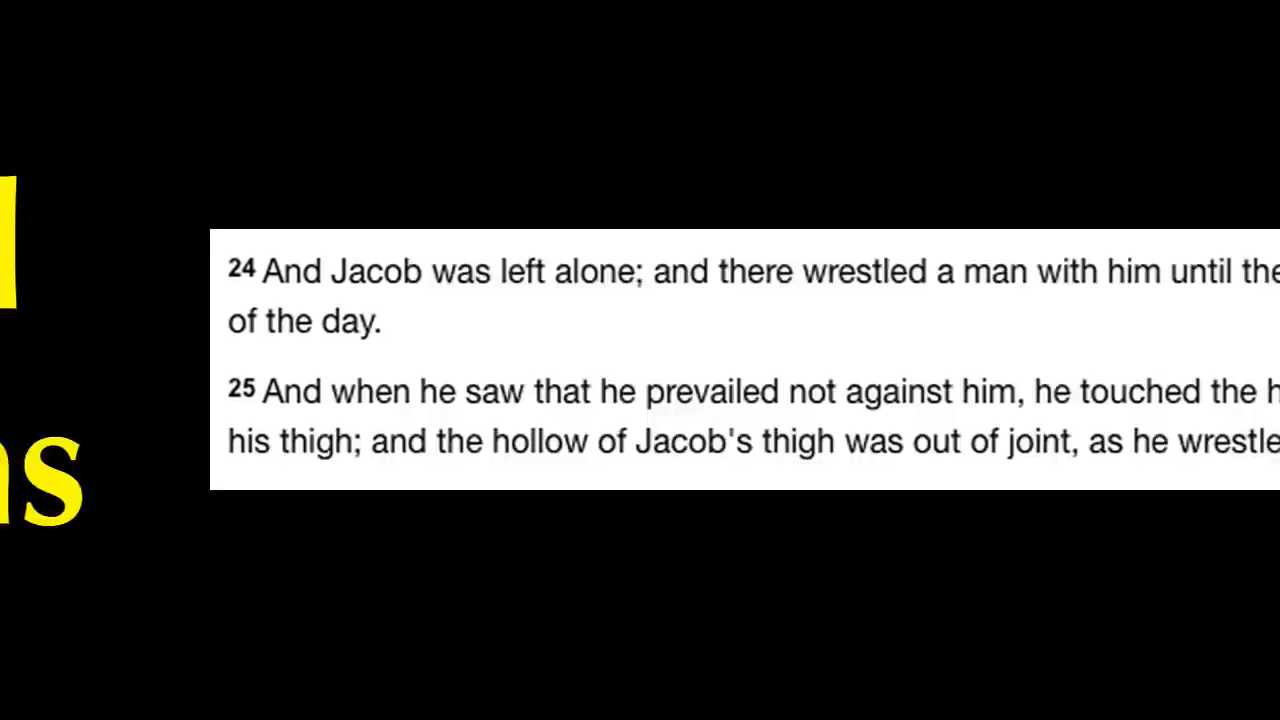 24 And Jacob was left alone; and there wrestled a man with him until the
of the day.
25 And when he saw that he prevailed not against him, he touched the
his thigh; and the hollow of Jacob's thigh was out of joint, as he